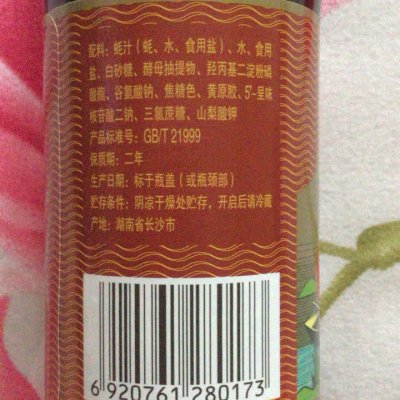 配料：蚝汁（蚝、水、食用盐）、水、食用
盐、白砂糖、酵母抽提物、羟丙基二淀粉磷
酸酯、谷氨酸钠、焦糖色、黄原胶、5'-呈味
核苷酸二钠、三氯蔗糖、山梨酸钾
产品标准号：GB/T 21999
保质期：二年
生产日期：标于瓶盖（或瓶颈部）
贮存条件：阴凉干燥处贮存，开启后请冷藏
产地：湖南省长沙市
6 920761 280173